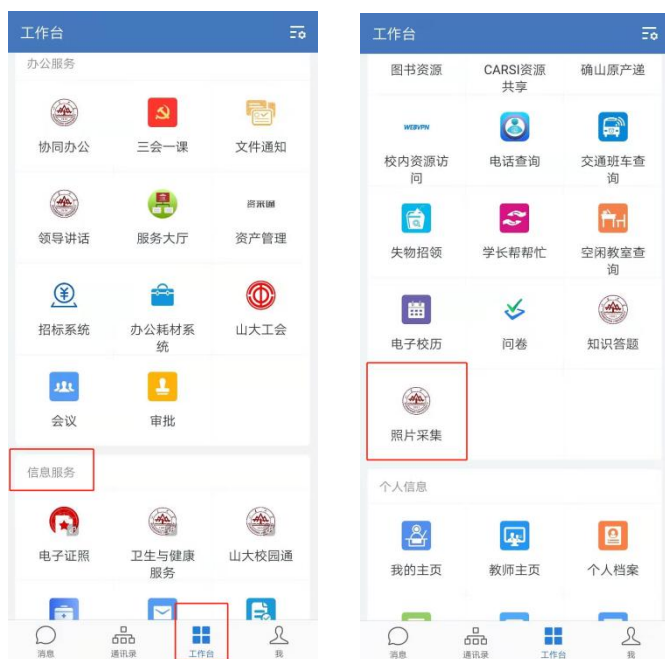 工作台
办公服务
协同办公
三会一课
文件通知
领导讲话
服务大厅
资产管理
招标系统
办公耗材系
统
山大工会
会议
审批
信息服务
电子证照
卫生与健康
服务
山大校园通
消息
通讯录
工作台
我
工作台
图书资源
CARSI资源
共享
确山原产递
WEBVPN
校内资源访
问
电话查询
交通班车查
询
失物招领
学长帮帮忙
空闲教室查
询
电子校历
问卷
知识答题
照片采集
个人信息
我的主页
教师主页
个人档案
消息
通讯录
工作台
我